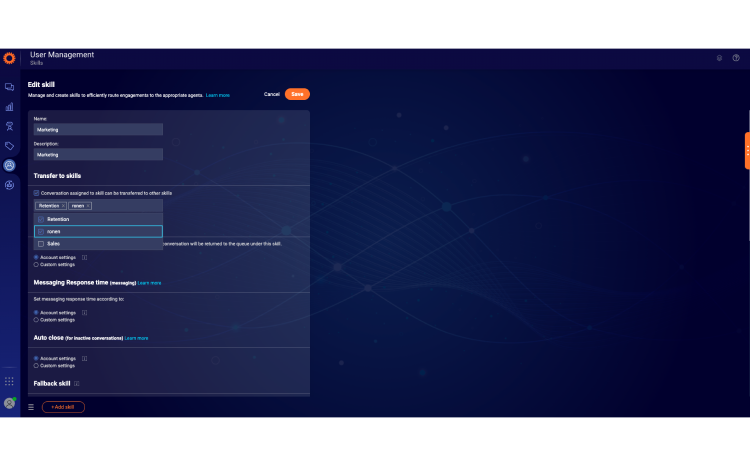 User Management
Skills
Edit skill
Manage and create skills to efficiently route engagements to the appropriate agents. Learn more
Cancel
Save
Name:
Marketing
Description:
Marketing
Transfer to skills
Conversation assigned to skill can be transferred to other skills
Retention ×
ronen ×
Retention
ronen
Sales
conversation will be returned to the queue under this skill.
Account settings
Custom settings
Messaging Response time (messaging) Learn more
Set messaging response time according to:
Account settings
Custom settings
Auto close (for inactive conversations) Learn more
Account settings
Custom settings
Fallback skill
+ Add skill